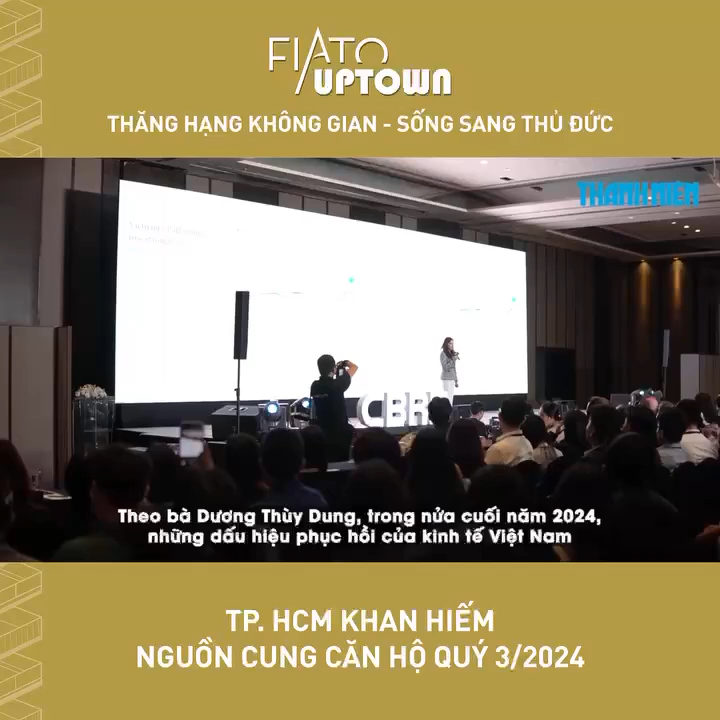 FIATO
UPTOWN
THĂNG HẠNG KHÔNG GIAN - SỐNG SANG THỦ ĐỨC
THANH NIÊN
CBRE
Theo bà Dương Thùy Dung, trong nửa cuối năm 2024,
những dấu hiệu phục hồi của kinh tế Việt Nam
TP. HCM KHAN HIẾM
NGUỒN CUNG CĂN HỘ QUÝ 3/2024